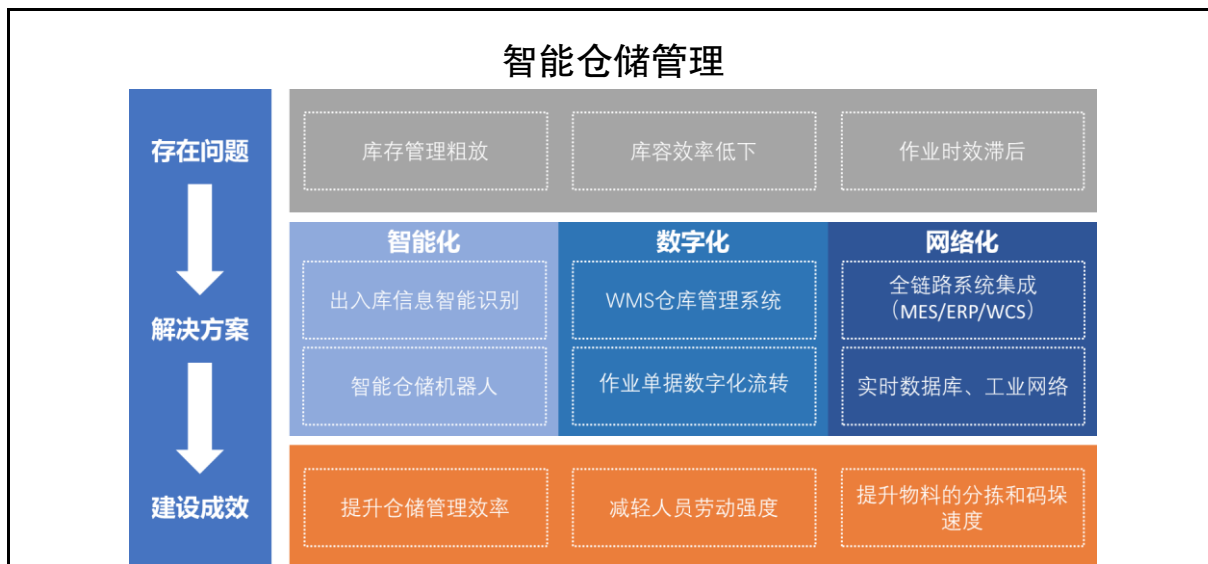 智能仓储管理
存在问题
库存管理粗放
库容效率低下
作业时效滞后
解决方案
智能化
数字化
网络化
出入库信息智能识别
WMS仓库管理系统
全链路系统集成
（MES/ERP/WCS）
智能仓储机器人
作业单据数字化流转
实时数据库、工业网络
建设成效
提升仓储管理效率
减轻人员劳动强度
提升物料的分拣和码垛
速度